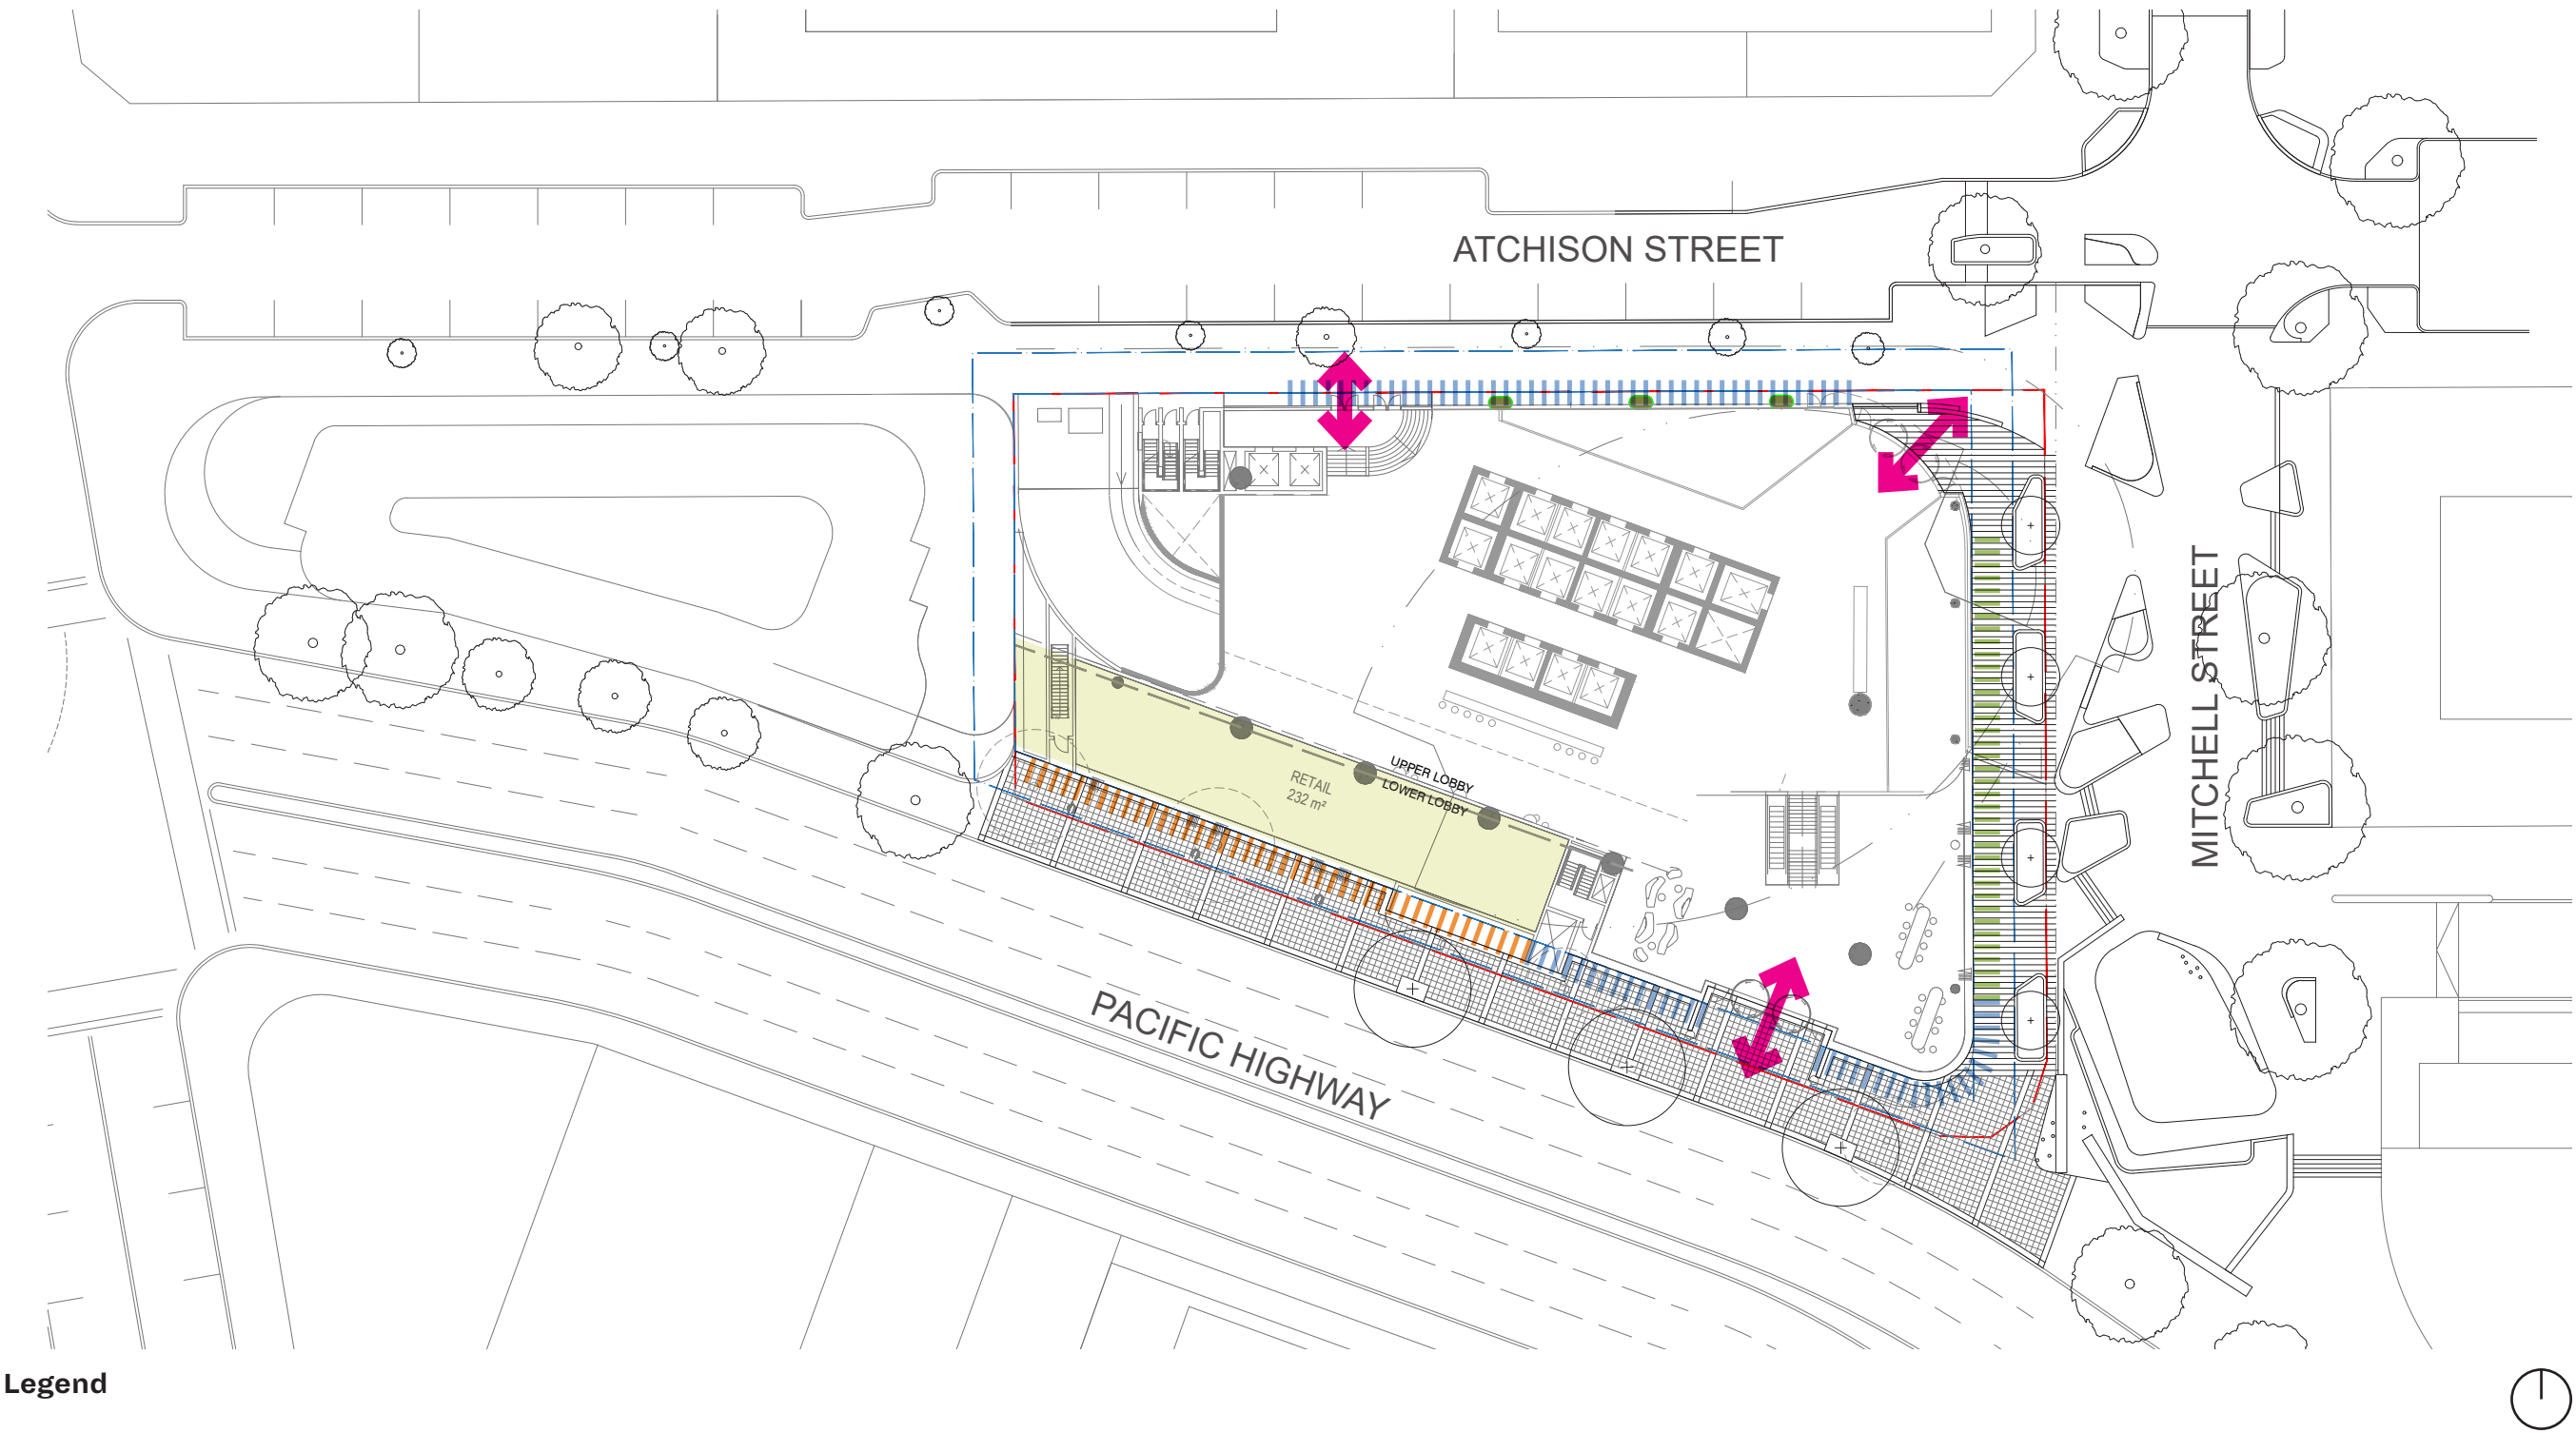 ATCHISON STREET
MITCHELL STREET
UPPER LOBBY
LOWER LOBBY
RETAIL
232 m²
PACIFIC HIGHWAY
Legend